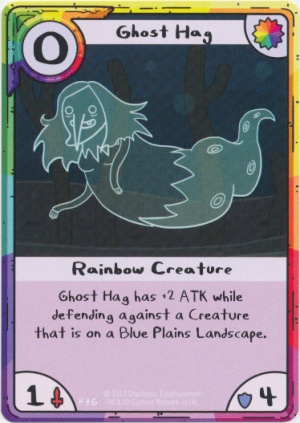 0
Ghost Hag
Rainbow Creature
Ghost Hag has +2 ATK while
defending against a Creature
that is on a Blue Plains Landscape.
1
4